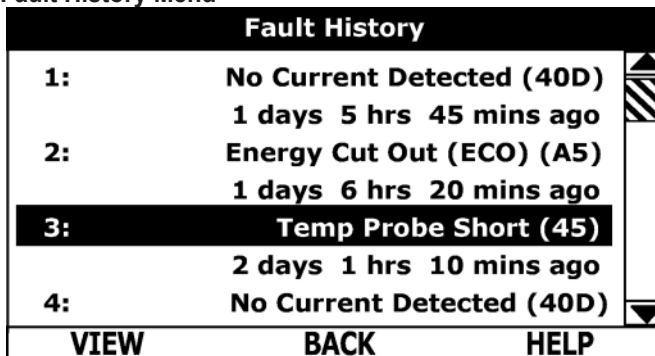 Fault History Menu
Fault History
1: No Current Detected (40D)
1 days 5 hrs 45 mins ago
2: Energy Cut Out (ECO) (A5)
1 days 6 hrs 20 mins ago
3: Temp Probe Short (45)
2 days 1 hrs 10 mins ago
4: No Current Detected (40D)
VIEW BACK HELP